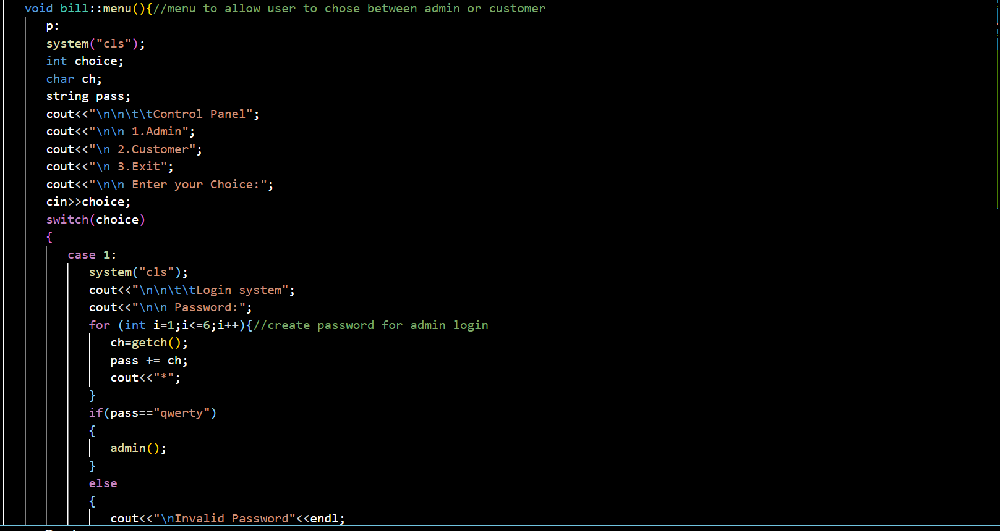 void bill::menu(){//menu to allow user to chose between admin or customer
p:
system("cls");
int choice;
char ch;
string pass;
cout<<"\n\n\t\tControl Panel";
cout<<"\n\n 1.Admin";
cout<<"\n 2.Customer";
cout<<"\n 3.Exit";
cout<<"\n\n Enter your Choice:";
cin>>choice;
switch(choice)
{
case 1:
system("cls");
cout<<"\n\n\t\tLogin system";
cout<<"\n\n Password:";
for (int i=1;i<=6;i++){//create password for admin login
ch=getch();
pass += ch;
cout<<"*";
}
if(pass=="qwerty")
{
admin();
}
else
{
cout<<"\nInvalid Password"<<endl;